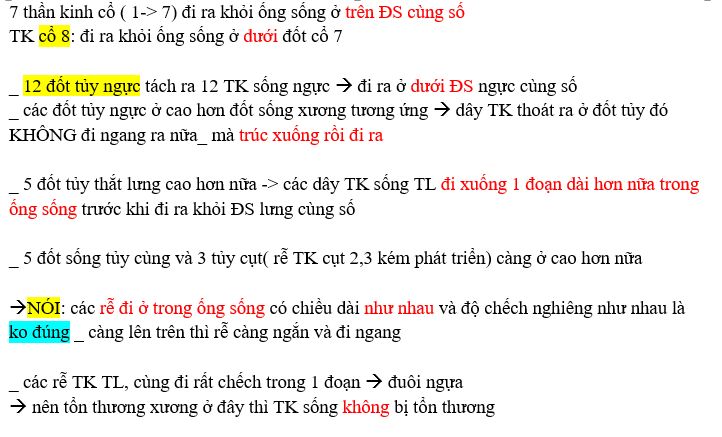 7 thần kinh cổ ( 1-> 7) đi ra khỏi ống sống ở trên ĐS cùng số
TK cổ 8: đi ra khỏi ống sống ở dưới đốt cổ 7
_ 12 đốt tủy ngực tách ra 12 TK sống ngực → đi ra ở dưới ĐS ngực cùng số
_ các đốt tủy ngực ở cao hơn đốt sống xương tương ứng → dây TK thoát ra ở đốt tủy đó
KHÔNG đi ngang ra nữa_ mà trúc xuống rồi đi ra
_ 5 đốt tủy thắt lưng cao hơn nữa -> các dây TK sống TL đi xuống 1 đoạn dài hơn nữa trong
ống sống trước khi đi ra khỏi ĐS lưng cùng số
_ 5 đốt sống tủy cùng và 3 tủy cụt( rễ TK cụt 2,3 kém phát triển) càng ở cao hơn nữa
→NÓI: các rễ đi ở trong ống sống có chiều dài như nhau và độ chếch nghiêng như nhau là
ko đúng _ càng lên trên thì rễ càng ngắn và đi ngang
_ các rễ TK TL, cùng đi rất chếch trong 1 đoạn → đuôi ngựa
→ nên tổn thương xương ở đây thì TK sống không bị tổn thương